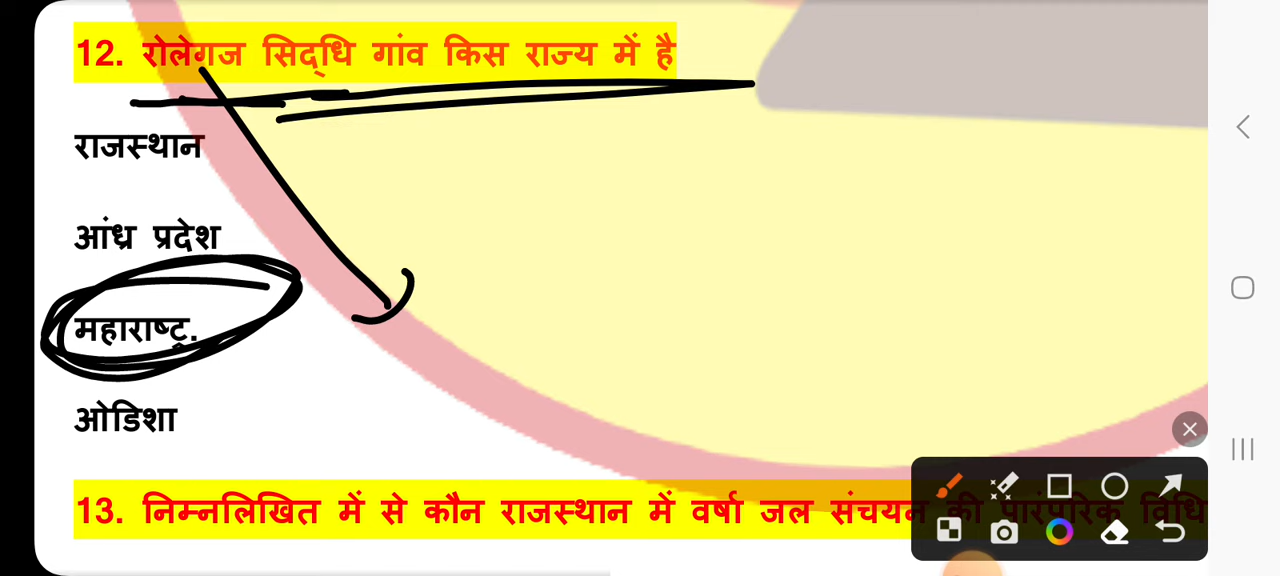 12. रोलेगज सिद्धि गांव किस राज्य में है
राजस्थान
आंध्र प्रदेश
महाराष्ट्र.
ओडिशा
13. निम्नलिखित में से कौन राजस्थान में वर्षा जल संचयन की पारंपरिक विधि